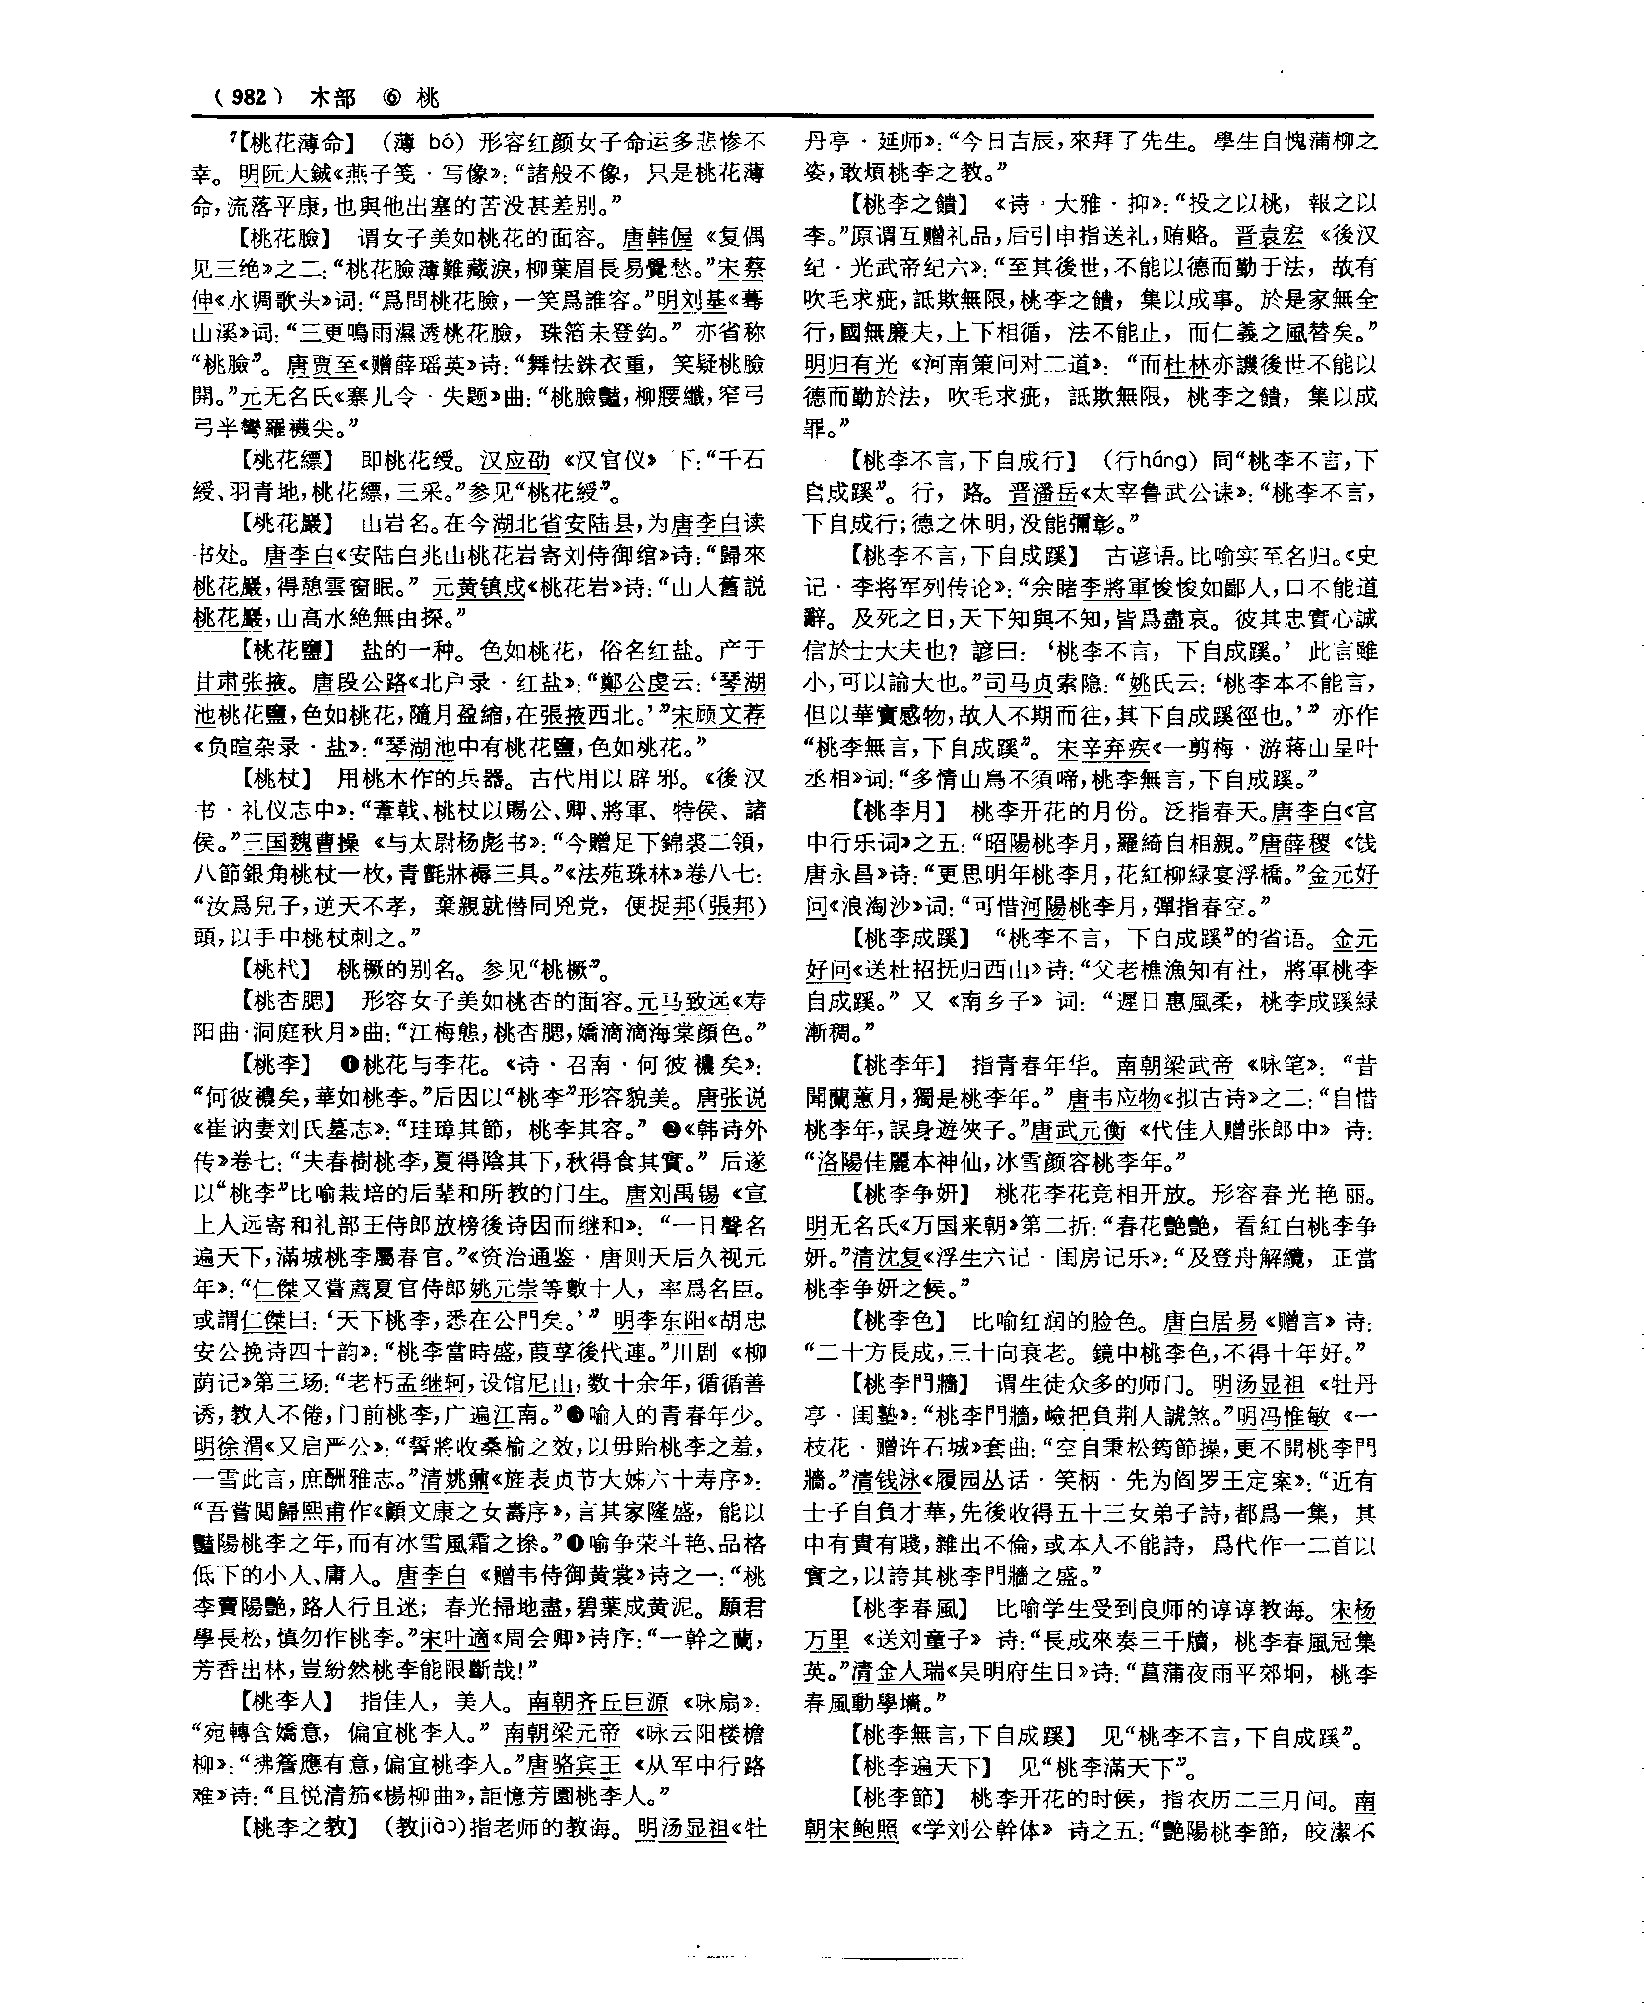 （982） 木部 ⑥ 桃
7【桃花薄命】 （薄 bó）形容红颜女子命运多悲惨不
幸。明阮大鋮《燕子笺·写像》：“諸般不像，只是桃花薄
命，流落平康，也與他出塞的苦没甚差别。”
【桃花臉】 谓女子美如桃花的面容。唐韩偓《复偶
见三绝》之二：“桃花臉薄難藏淚，柳葉眉長易覺愁。”宋蔡
伸《水调歌头》词：“爲問桃花臉，一笑爲誰容。”明刘基《蓦
山溪》词：“三更鳴雨濕透桃花臉，珠箔未登鈎。”亦省称
“桃臉”。唐贾至《赠薛瑶英》诗：“舞怯銖衣重，笑疑桃臉
開。”元无名氏《寨儿令·失题》曲：“桃臉豔，柳腰纖，窄弓
弓半彎羅襪尖。”
【桃花縹】 即桃花绶。汉应劭《汉官仪》下：“千石
綬、羽青地，桃花縹，三采。”参见“桃花綬”。
【桃花巖】 山岩名。在今湖北省安陆县，为唐李白读
书处。唐李白《安陆白兆山桃花岩寄刘侍御绾》诗：“歸來
桃花巖，得憩雲窗眠。”元黄镇成《桃花岩》诗：“山人舊説
桃花巖，山高水絶無由探。”
【桃花鹽】 盐的一种。色如桃花，俗名红盐。产于
甘肃张掖。唐段公路《北户录·红盐》：“鄭公虔云：‘琴湖
池桃花鹽，色如桃花，隨月盈縮，在張掖西北。’”宋顾文荐
《负暄杂录·盐》：“琴湖池中有桃花鹽，色如桃花。”
【桃杖】 用桃木作的兵器。古代用以辟邪。《後汉
书·礼仪志中》：“葦戟、桃杖以賜公、卿、將軍、特侯、諸
侯。”三国魏曹操《与太尉杨彪书》：“今贈足下錦裘二領，
八節銀角桃杖一枚，青氈牀褥三具。”《法苑珠林》卷八七：
“汝爲兒子，逆天不孝，棄親就僣同兇党，便捉邦（張邦）
頭，以手中桃杖刺之。”
【桃杙】 桃橛的别名。参见“桃橛”。
【桃杏腮】 形容女子美如桃杏的面容。元马致远《寿
阳曲·洞庭秋月》曲：“江梅態，桃杏腮，嬌滴滴海棠顔色。”
【桃李】 ❶桃花与李花。《诗·召南·何彼襛矣》：
“何彼襛矣，華如桃李。”后因以“桃李”形容貌美。唐张说
《崔讷妻刘氏墓志》：“珪璋其節，桃李其容。”❷《韩诗外
传》卷七：“夫春樹桃李，夏得陰其下，秋得食其實。”后遂
以“桃李”比喻栽培的后辈和所教的门生。唐刘禹锡《宣
上人远寄和礼部王侍郎放榜後诗因而继和》：“一日聲名
遍天下，滿城桃李屬春官。”《资治通鉴·唐则天后久视元
年》：“仁傑又嘗薦夏官侍郎姚元崇等數十人，率爲名臣。
或謂仁傑曰：‘天下桃李，悉在公門矣。’”明李东阳《胡忠
安公挽诗四十韵》：“桃李當時盛，葭莩後代連。”川剧《柳
荫记》第三场：“老朽孟继轲，设馆尼山，数十余年，循循善
诱，教人不倦，门前桃李，广遍江南。”❸喻人的青春年少。
明徐渭《又启严公》：“誓將收桑榆之效，以毋貽桃李之羞，
一雪此言，庶酬雅志。”清姚鼐《旌表贞节大姊六十寿序》：
“吾嘗閲歸熙甫作《顧文康之女壽序》，言其家隆盛，能以
豔陽桃李之年，而有冰雪風霜之操。”❹喻争荣斗艳、品格
低下的小人、庸人。唐李白《赠韦侍御黄裳》诗之一：“桃
李賣陽艷，路人行且迷；春光掃地盡，碧葉成黄泥。願君
學長松，慎勿作桃李。”宋叶適《周会卿》诗序：“一幹之蘭，
芳香出林，豈紛然桃李能限斷哉！”
【桃李人】 指佳人，美人。南朝齐丘巨源《咏扇》：
“宛轉含嬌意，偏宜桃李人。”南朝梁元帝《咏云阳楼檐
柳》：“拂簷應有意，偏宜桃李人。”唐骆宾王《从军中行路
难》诗：“且悦清笳《楊柳曲》，詎憶芳園桃李人。”
【桃李之教】 （教jiào）指老师的教诲。明汤显祖《牡
丹亭·延师》：“今日吉辰，來拜了先生。學生自愧蒲柳之
姿，敢煩桃李之教。”
【桃李之饋】 《诗·大雅·抑》：“投之以桃，報之以
李。”原谓互赠礼品，后引申指送礼，贿赂。晋袁宏《後汉
纪·光武帝纪六》：“至其後世，不能以德而勤于法，故有
吹毛求疵，詆欺無限，桃李之饋，集以成事。於是家無全
行，國無廉夫，上下相循，法不能止，而仁義之風替矣。”
明归有光《河南策问对二道》：“而杜林亦譏後世不能以
德而勤於法，吹毛求疵，詆欺無限，桃李之饋，集以成
罪。”
【桃李不言，下自成行】 （行háng）同“桃李不言，下
自成蹊”。行，路。晋潘岳《太宰鲁武公诔》：“桃李不言，
下自成行；德之休明，没能彌彰。”
【桃李不言，下自成蹊】 古谚语。比喻实至名归。《史
记·李将军列传论》：“余睹李將軍悛悛如鄙人，口不能道
辭。及死之日，天下知與不知，皆爲盡哀。彼其忠實心誠
信於士大夫也？諺曰：‘桃李不言，下自成蹊。’此言雖
小，可以諭大也。”司马贞索隐：“姚氏云：‘桃李本不能言，
但以華實感物，故人不期而往，其下自成蹊徑也。’”亦作
“桃李無言，下自成蹊”。宋辛弃疾《一剪梅·游蒋山呈叶
丞相》词：“多情山鳥不須啼，桃李無言，下自成蹊。”
【桃李月】 桃李开花的月份。泛指春天。唐李白《宫
中行乐词》之五：“昭陽桃李月，羅綺自相親。”唐薛稷《饯
唐永昌》诗：“更思明年桃李月，花紅柳緑宴浮橋。”金元好
问《浪淘沙》词：“可惜河陽桃李月，彈指春空。”
【桃李成蹊】 “桃李不言，下自成蹊”的省语。金元
好问《送杜招抚归西山》诗：“父老樵漁知有社，將軍桃李
自成蹊。”又《南乡子》词：“遲日惠風柔，桃李成蹊緑
漸稠。”
【桃李年】 指青春年华。南朝梁武帝《咏笔》：“昔
聞蘭蕙月，獨是桃李年。”唐韦应物《拟古诗》之二：“自惜
桃李年，誤身遊俠子。”唐武元衡《代佳人赠张郎中》诗：
“洛陽佳麗本神仙，冰雪颜容桃李年。”
【桃李争妍】 桃花李花竞相开放。形容春光艳丽。
明无名氏《万国来朝》第二折：“春花艷艷，看紅白桃李争
妍。”清沈复《浮生六记·闺房记乐》：“及登舟解纜，正當
桃李争妍之候。”
【桃李色】 比喻红润的脸色。唐白居易《赠言》诗：
“二十方長成，三十向衰老。鏡中桃李色，不得十年好。”
【桃李門牆】 谓生徒众多的师门。明汤显祖《牡丹
亭·闺塾》：“桃李門牆，嶮把負荆人諕煞。”明冯惟敏《一
枝花·赠许石城》套曲：“空自秉松筠節操，更不開桃李門
牆。”清钱泳《履园丛话·笑柄·先为阎罗王定案》：“近有
士子自負才華，先後收得五十三女弟子詩，都爲一集，其
中有貴有賤，雜出不倫，或本人不能詩，爲代作一二首以
實之，以誇其桃李門牆之盛。”
【桃李春風】 比喻学生受到良师的谆谆教诲。宋杨
万里《送刘童子》诗：“長成來奏三千牘，桃李春風冠集
英。”清金人瑞《吴明府生日》诗：“菖蒲夜雨平郊坰，桃李
春風動學墻。”
【桃李無言，下自成蹊】 见“桃李不言，下自成蹊”。
【桃李遍天下】 见“桃李滿天下”。
【桃李節】 桃李开花的时候，指农历二三月间。南
朝宋鲍照《学刘公幹体》诗之五：“艷陽桃李節，皎潔不